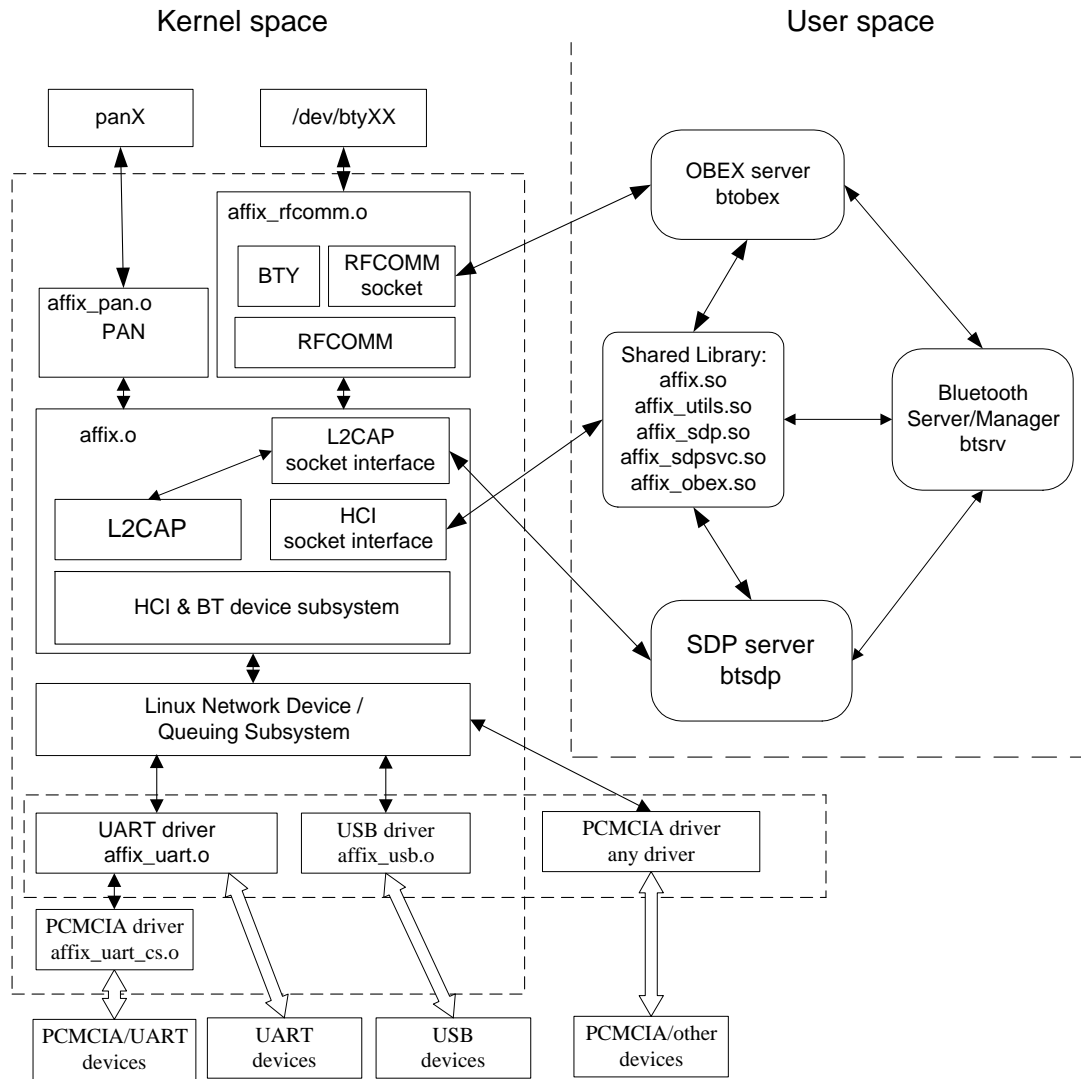 Kernel space
User space
panX
/dev/btyXX
OBEX server
btobex
affix_rfcomm.o
BTY
RFCOMM
socket
RFCOMM
affix_pan.o
PAN
Shared Library:
affix.so
affix_utils.so
affix_sdp.so
affix_sdpsvc.so
affix_obex.so
Bluetooth
Server/Manager
btsrv
affix.o
L2CAP
socket interface
L2CAP
HCI
socket interface
HCI & BT device subsystem
SDP server
btsdp
Linux Network Device /
Queuing Subsystem
UART driver
affix_uart.o
USB driver
affix_usb.o
PCMCIA driver
any driver
PCMCIA driver
affix_uart_cs.o
PCMCIA/UART
devices
UART
devices
USB
devices
PCMCIA/other
devices